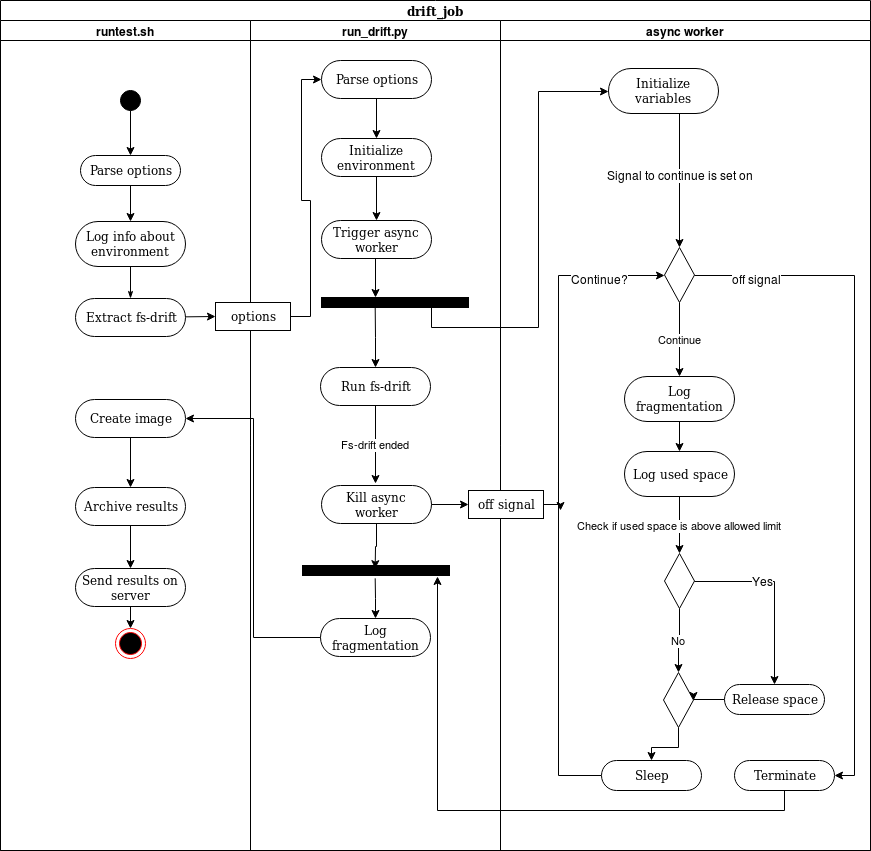 drift_job
runtest.sh
run_drift.py
async worker
Parse options
Log info about
environment
Extract fs-drift
options
Create image
Archive results
Send results on
server
Parse options
Initialize
environment
Trigger async
worker
Run fs-drift
Fs-drift ended
Kill async
worker
off signal
Log
fragmentation
Initialize
variables
Signal to continue is set on
Continue?
off signal
Continue
Log
fragmentation
Log used space
Check if used space is above allowed limit
Yes
No
Release space
Sleep
Terminate